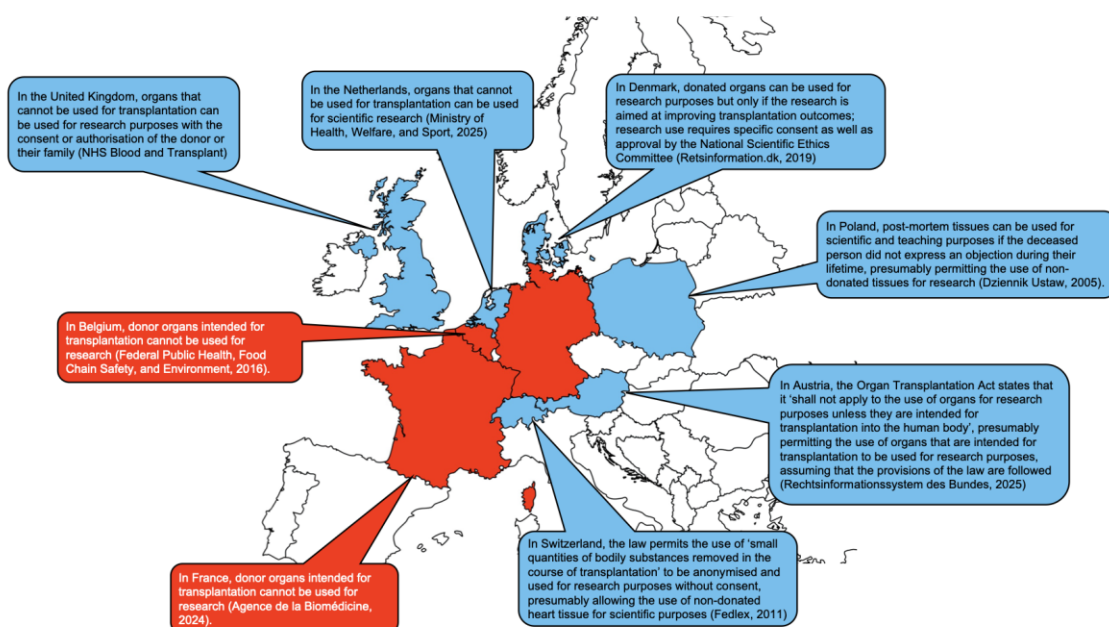 In the United Kingdom, organs that
cannot be used for transplantation can
be used for research purposes with the
consent or authorisation of the donor or
their family (NHS Blood and Transplant)
In the Netherlands, organs that cannot
be used for transplantation can be used
for scientific research (Ministry of
Health, Welfare, and Sport, 2025)
In Denmark, donated organs can be used for
research purposes but only if the research is
aimed at improving transplantation outcomes;
research use requires specific consent as well as
approval by the National Scientific Ethics
Committee (Retsinformation.dk, 2019)
In Poland, post-mortem tissues can be used for
scientific and teaching purposes if the deceased
person did not express an objection during their
lifetime, presumably permitting the use of non-
donated tissues for research (Dziennik Ustaw, 2005).
In Belgium, donor organs intended for
transplantation cannot be used for
research (Federal Public Health, Food
Chain Safety, and Environment, 2016).
In Austria, the Organ Transplantation Act states that
it ‘shall not apply to the use of organs for research
purposes unless they are intended for
transplantation into the human body’, presumably
permitting the use of organs that are intended for
transplantation to be used for research purposes,
assuming that the provisions of the law are followed
(Rechtsinformationssystem des Bundes, 2025)
In France, donor organs intended for
transplantation cannot be used for
research (Agence de la Biomédicine,
2024).
In Switzerland, the law permits the use of ‘small
quantities of bodily substances removed in the
course of transplantation’ to be anonymised and
used for research purposes without consent,
presumably allowing the use of non-donated
heart tissue for scientific purposes (Fedlex, 2011)